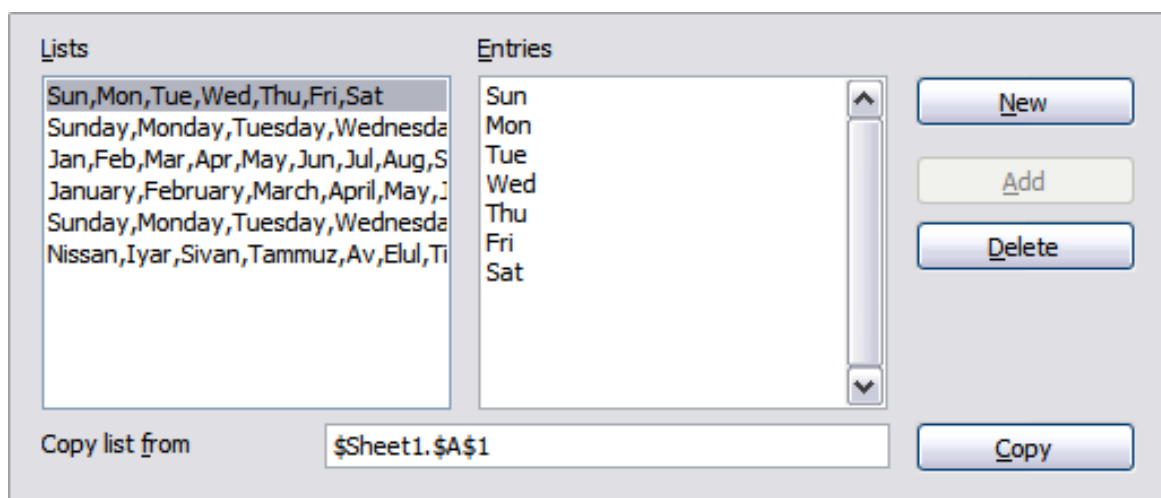 Lists
Sun,Mon,Tue,Wed,Thu,Fri,Sat
Sunday,Monday,Tuesday,Wednesda
Jan,Feb,Mar,Apr,May,Jun,Jul,Aug,S
January,February,March,April,May,J
Sunday,Monday,Tuesday,Wednesda
Nissan,Iyar,Sivan,Tammuz,Av,Elul,Ti
Entries
Sun
Mon
Tue
Wed
Thu
Fri
Sat
New
Add
Delete
Copy list from
$Sheet1.$A$1
Copy